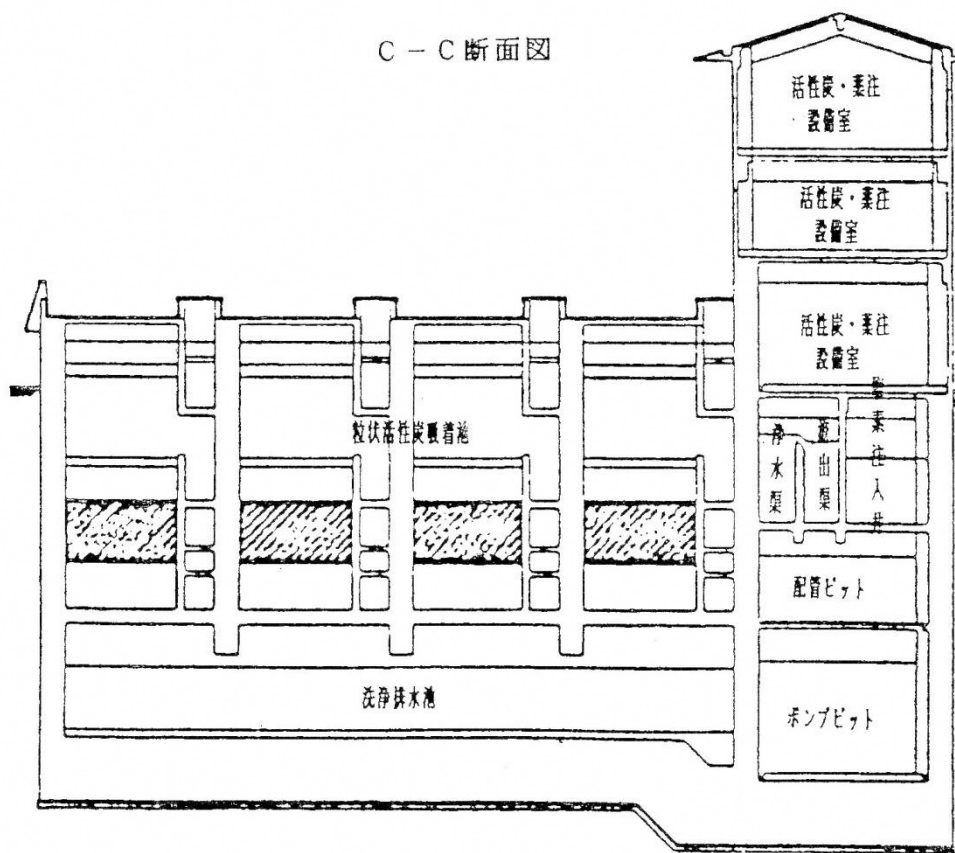 C－C断面図
活性炭・薬注
設備室
活性炭・薬注
設備室
活性炭・薬注
設備室
粒状活性炭吸着池
浄水渠
流出渠
塩素注入井
配管ピット
洗浄排水池
ポンプピット